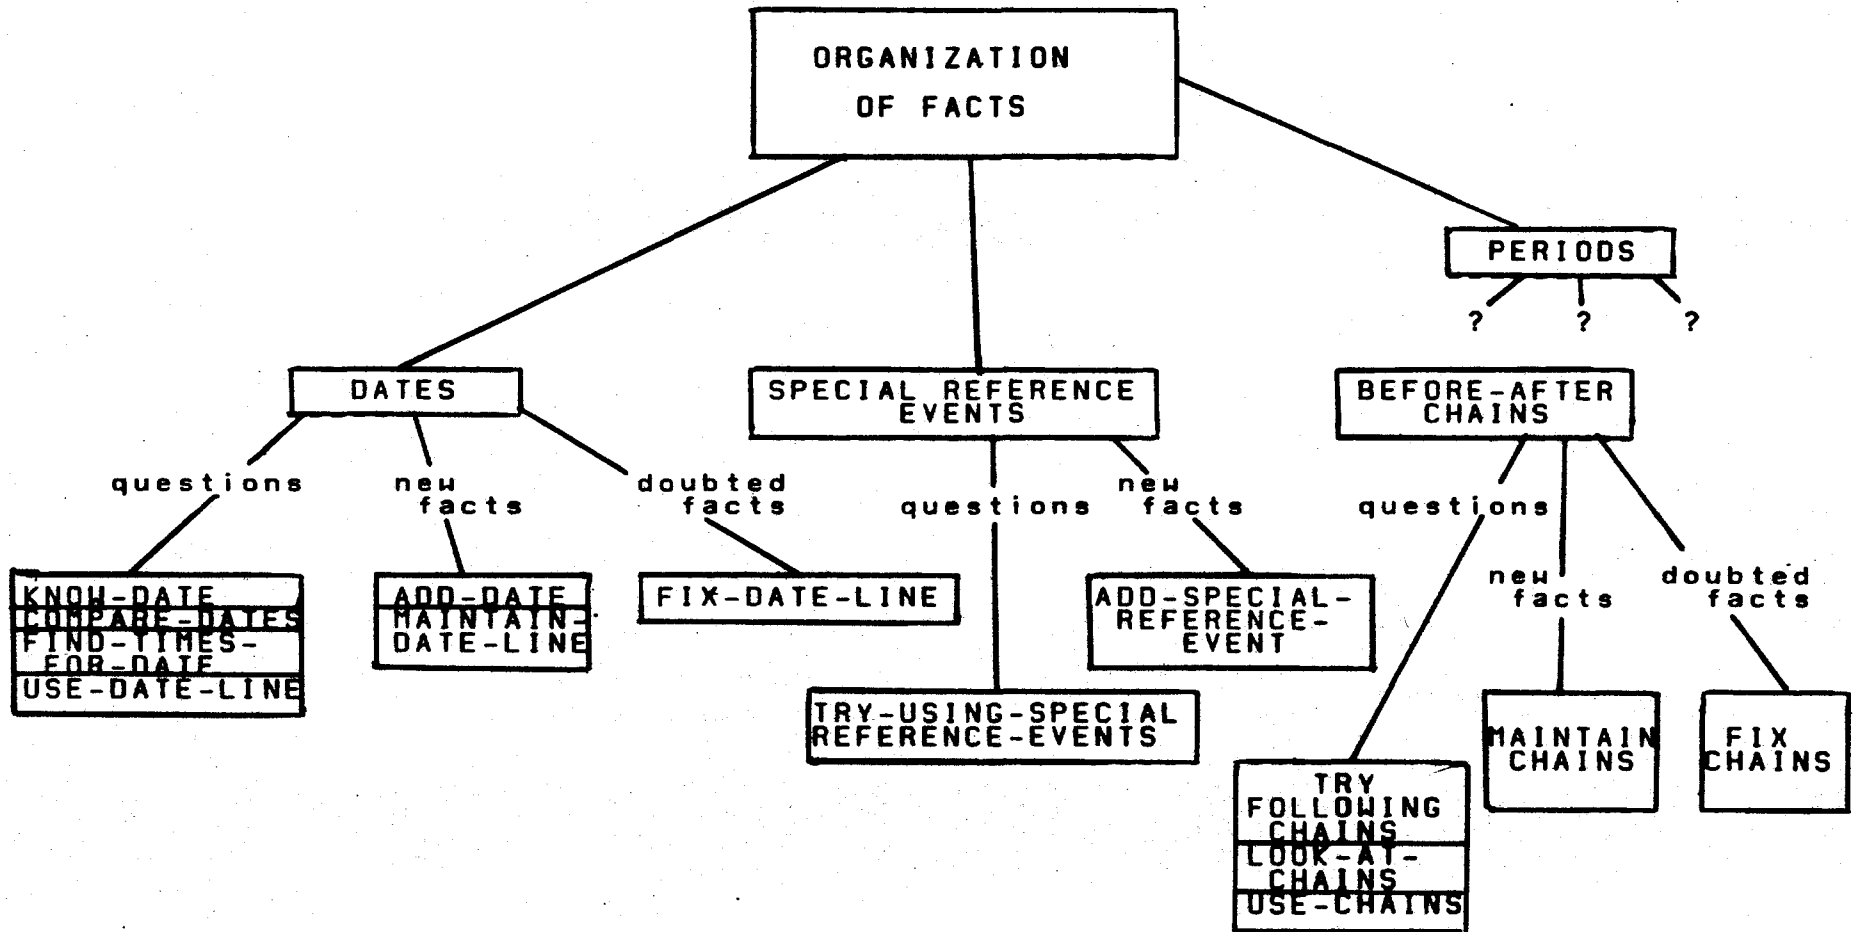 ORGANIZATION
OF FACTS
PERIODS
? ? ?
DATES
SPECIAL REFERENCE
EVENTS
BEFORE-AFTER
CHAINS
questions
new
facts
doubted
facts
questions
new
facts
questions
new
facts
doubted
facts
KNOW-DATE
COMPARE-DATES
FIND-TIMES-
FOR-DATE
USE-DATE-LINE
ADD-DATE
MAINTAIN-
DATE-LINE
FIX-DATE-LINE
ADD-SPECIAL-
REFERENCE-
EVENT
TRY-USING-SPECIAL
REFERENCE-EVENTS
MAINTAIN
CHAINS
FIX
CHAINS
TRY
FOLLOWING
CHAINS
LOOK-AT-
CHAINS
USE-CHAINS